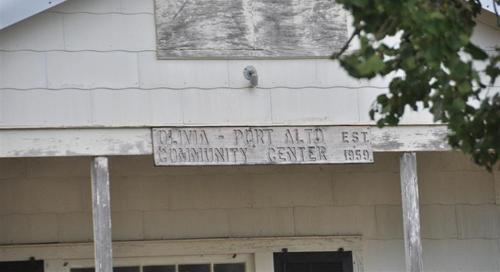 OLIVIA - PORT ALTO EST.
COMMUNITY CENTER 1959